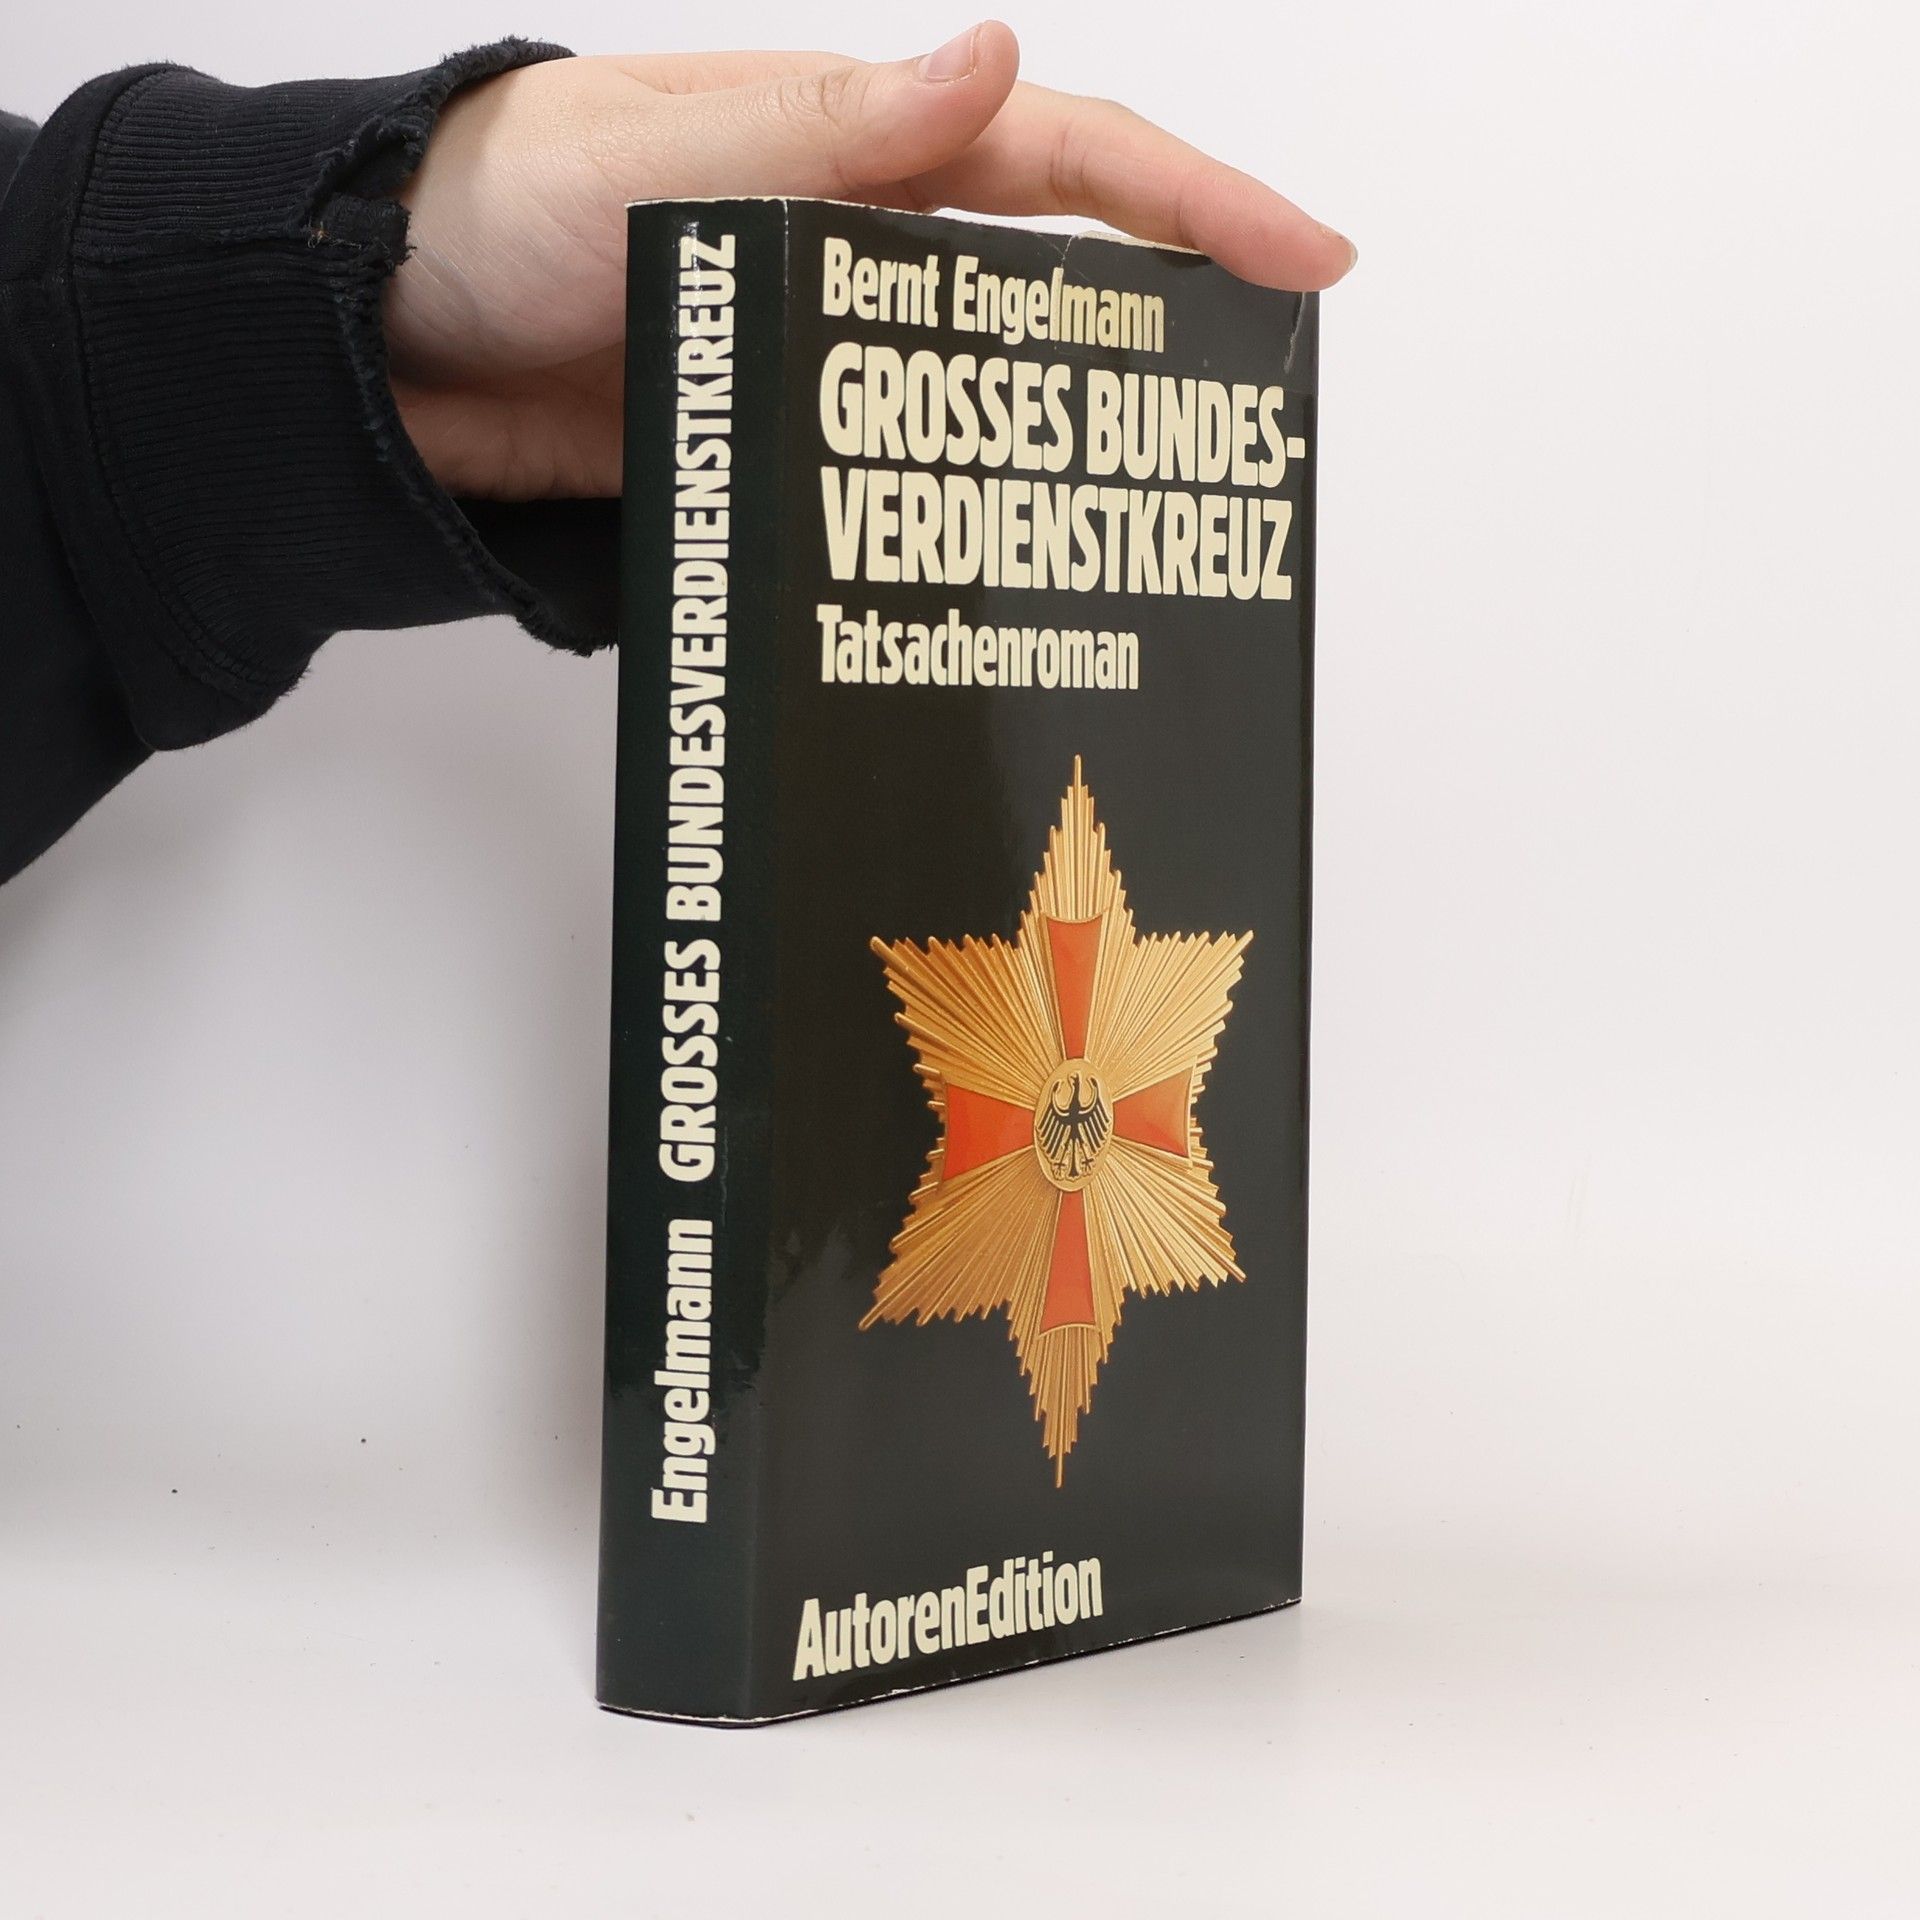 Engelmann GROSSES BUNDESVERDIENSTKREUZ
Bernt Engelmann
GROSSES BUNDES-
VERDIENSTKREUZ
Tatsachenroman
AutorenEdition